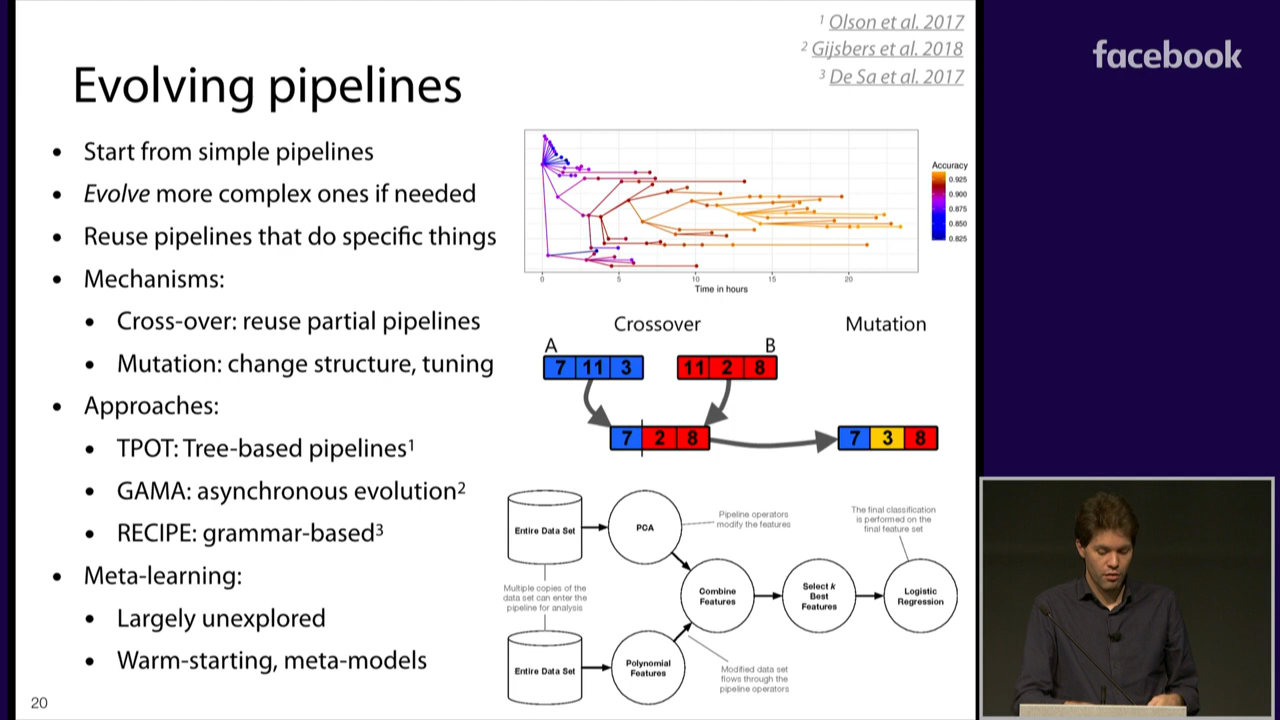 ¹ Olson et al. 2017
² Gijsbers et al. 2018
³ De Sa et al. 2017
facebook
Evolving pipelines
• Start from simple pipelines
• Evolve more complex ones if needed
• Reuse pipelines that do specific things
• Mechanisms:
• Cross-over: reuse partial pipelines
• Mutation: change structure, tuning
• Approaches:
• TPOT: Tree-based pipelines¹
• GAMA: asynchronous evolution²
• RECIPE: grammar-based³
• Meta-learning:
• Largely unexplored
• Warm-starting, meta-models
20
Accuracy
0.925
0.900
0.875
0.850
0.825
0 5 10 15 20
Time in hours
Crossover
Mutation
A
B
7 11 3
11 2 8
7 2 8
7 3 8
Entire Data Set
PCA
Pipeline operators
modify the features
The final classification
is performed on the
final feature set
Multiple copies of the
data set can enter the
pipeline for analysis
Combine
Features
Select k
Best
Features
Logistic
Regression
Entire Data Set
Polynomial
Features
Modified data set
flows through the
pipeline operators